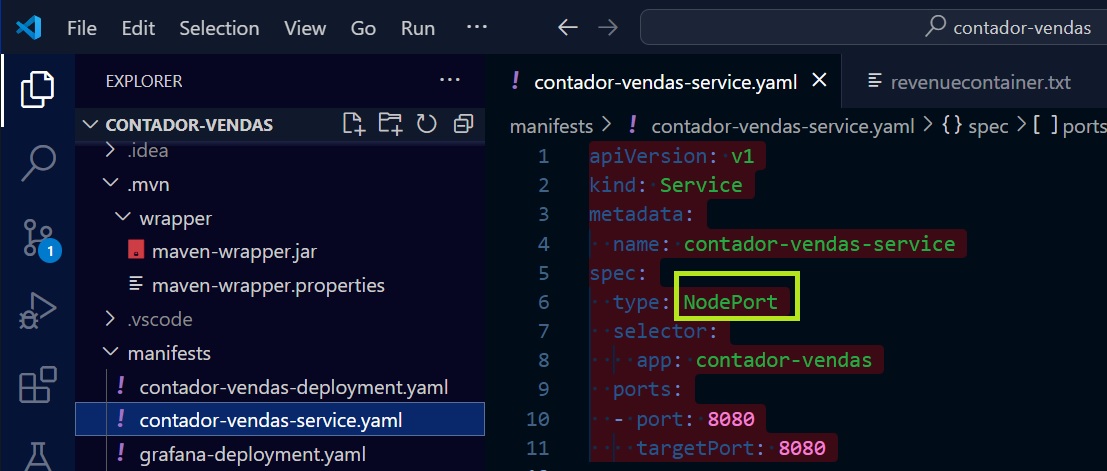 File Edit Selection View Go Run ··· contador-vendas
EXPLORER ···
contador-vendas-service.yaml revenuecontainer.txt
CONTADOR-VENDAS
manifests > ! contador-vendas-service.yaml > {} spec > [ ] ports
.idea
.mvn
wrapper
! maven-wrapper.jar
maven-wrapper.properties
.vscode
manifests
! contador-vendas-deployment.yaml
! contador-vendas-service.yaml
! grafana-deployment.yaml
1
1 apiVersion: v1
2 kind: Service
3 metadata:
4 name: contador-vendas-service
5 spec:
6 type: NodePort
7 selector:
8 app: contador-vendas
9 ports:
10 - port: 8080
11 targetPort: 8080